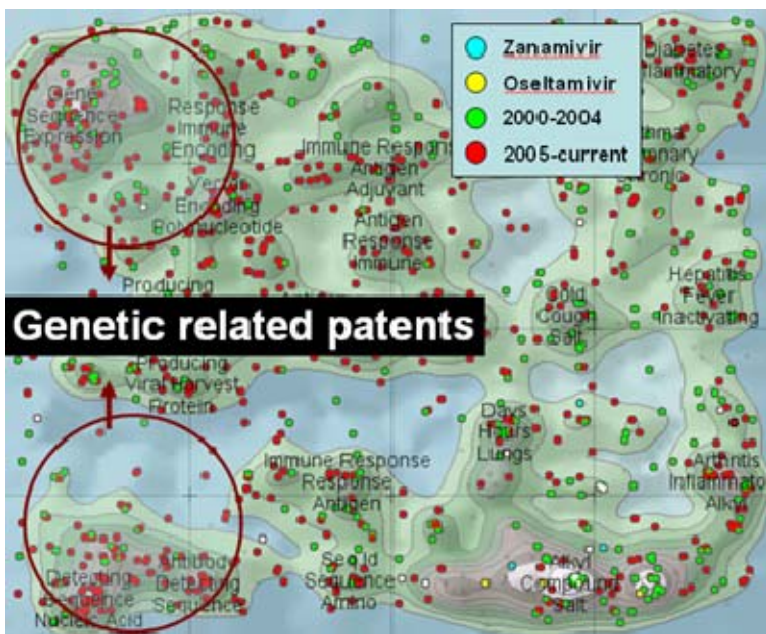 Zanamivir
Oseltamivir
2000-2004
2005-current
Diabetes
Gene
Sequence
Expression
Response
Immune
Encoding
Immune Respon
Antigen
Adjuvant
Vector
Encoding
Polynucleotide
Antigen
Response
Immune
Hepatitis
Fever
Inactivating
Producing
Cold
Cough
Salt
Genetic related patents
Producing
Viral Harvest
Protein
Days
Hours
Lungs
Immune Response
Response
Antigen
Arthritis
Inflammato
Alkyl
Detecting
Sequence
Nucleic Acid
Antibody
Detecting
Sequence
Seq Id
Sequence
Amino
Alkyl
Compound
Salt